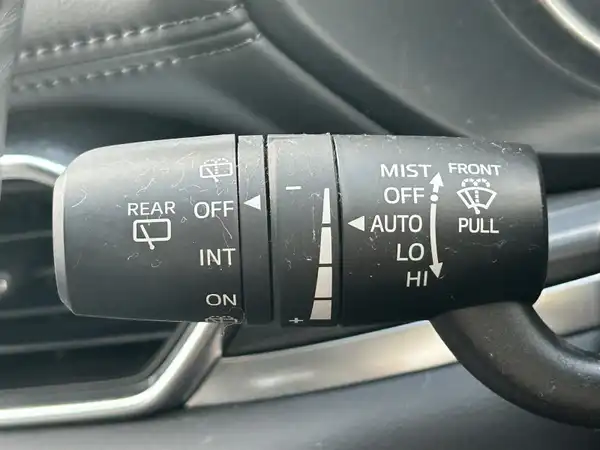 REAR
OFF
INT
ON
−
+
MIST
OFF
AUTO
LO
HI
FRONT
PULL